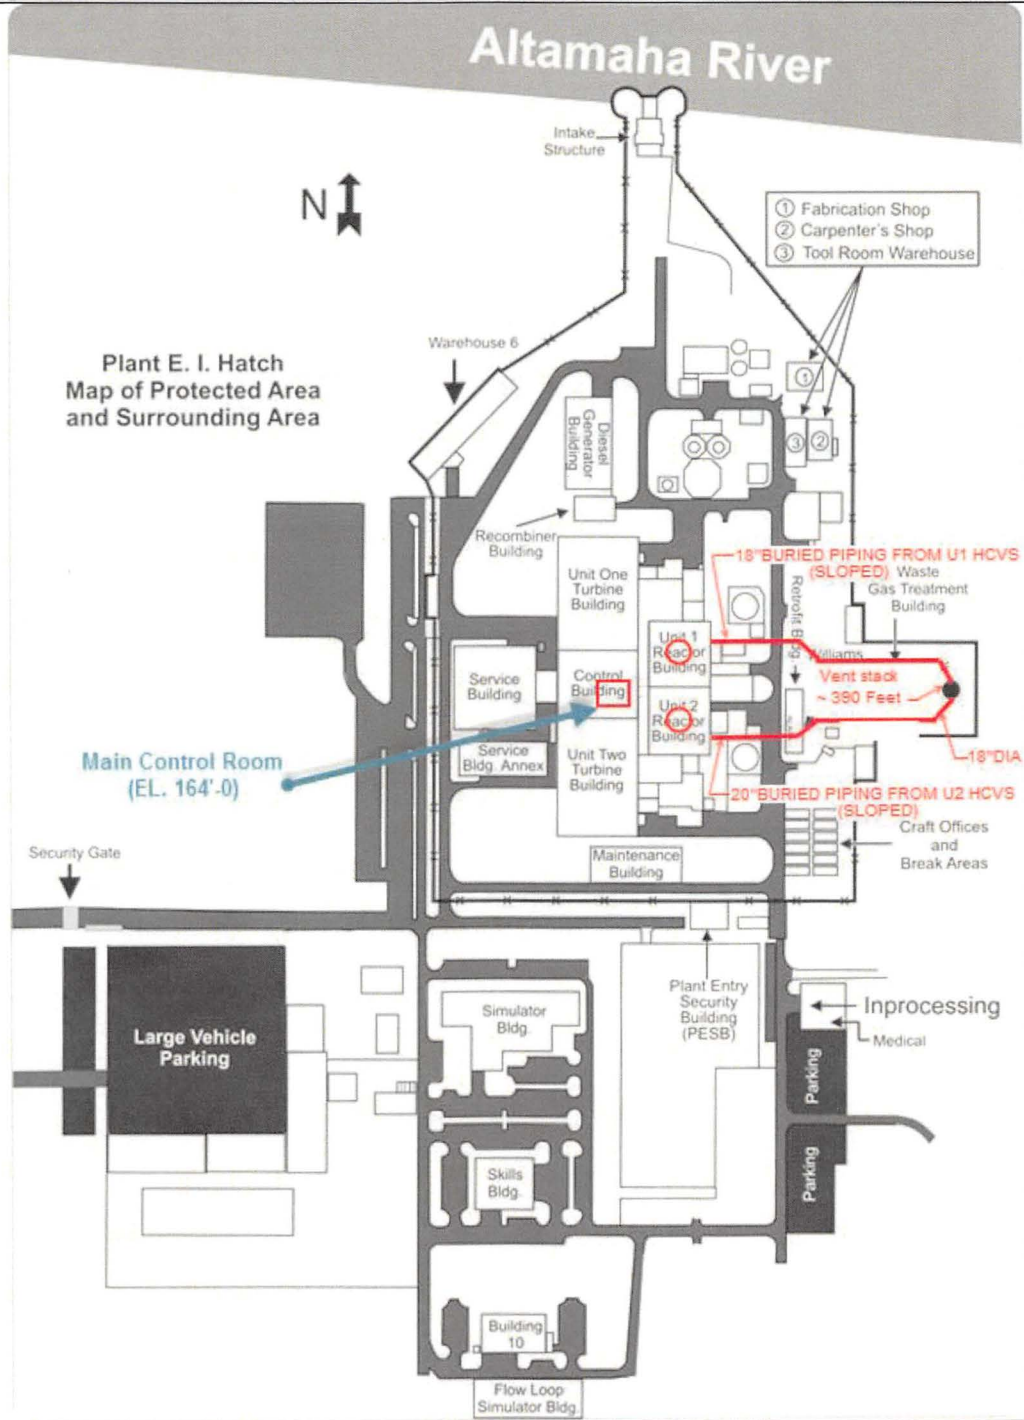 Altamaha River
Intake
Structure
N
① Fabrication Shop
② Carpenter's Shop
③ Tool Room Warehouse
Warehouse 6
Plant E. I. Hatch
Map of Protected Area
and Surrounding Area
①
Diesel
Generator
Building
③
②
Recombiner
Building
18"BURIED PIPING FROM U1 HCVS
(SLOPED)
Waste
Gas Treatment
Building
Unit One
Turbine
Building
Retrofit Bldg.
Unit 1
Reactor
Building
Williams
Service
Building
Control
Building
Vent stack
~ 390 Feet
Unit 2
Reactor
Building
Main Control Room
(EL. 164'-0)
Service
Bldg. Annex
Unit Two
Turbine
Building
18"DIA
20"BURIED PIPING FROM U2 HCVS
(SLOPED)
Craft Offices
and
Break Areas
Security Gate
Maintenance
Building
Plant Entry
Security
Building
(PESB)
Inprocessing
Medical
Simulator
Bldg.
Large Vehicle
Parking
Parking
Parking
Skills
Bldg.
Building
10
Flow Loop
Simulator Bldg.